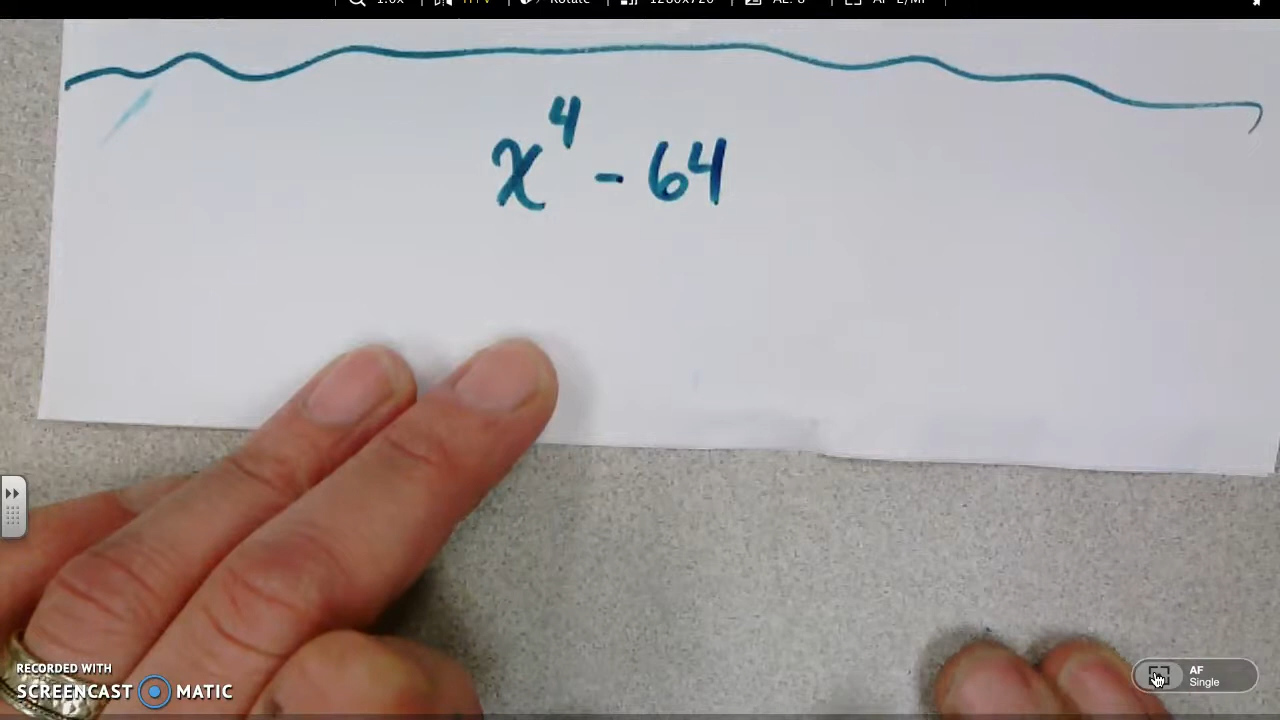 x⁴ - 64
RECORDED WITH
SCREENCAST MATIC
AF
Single